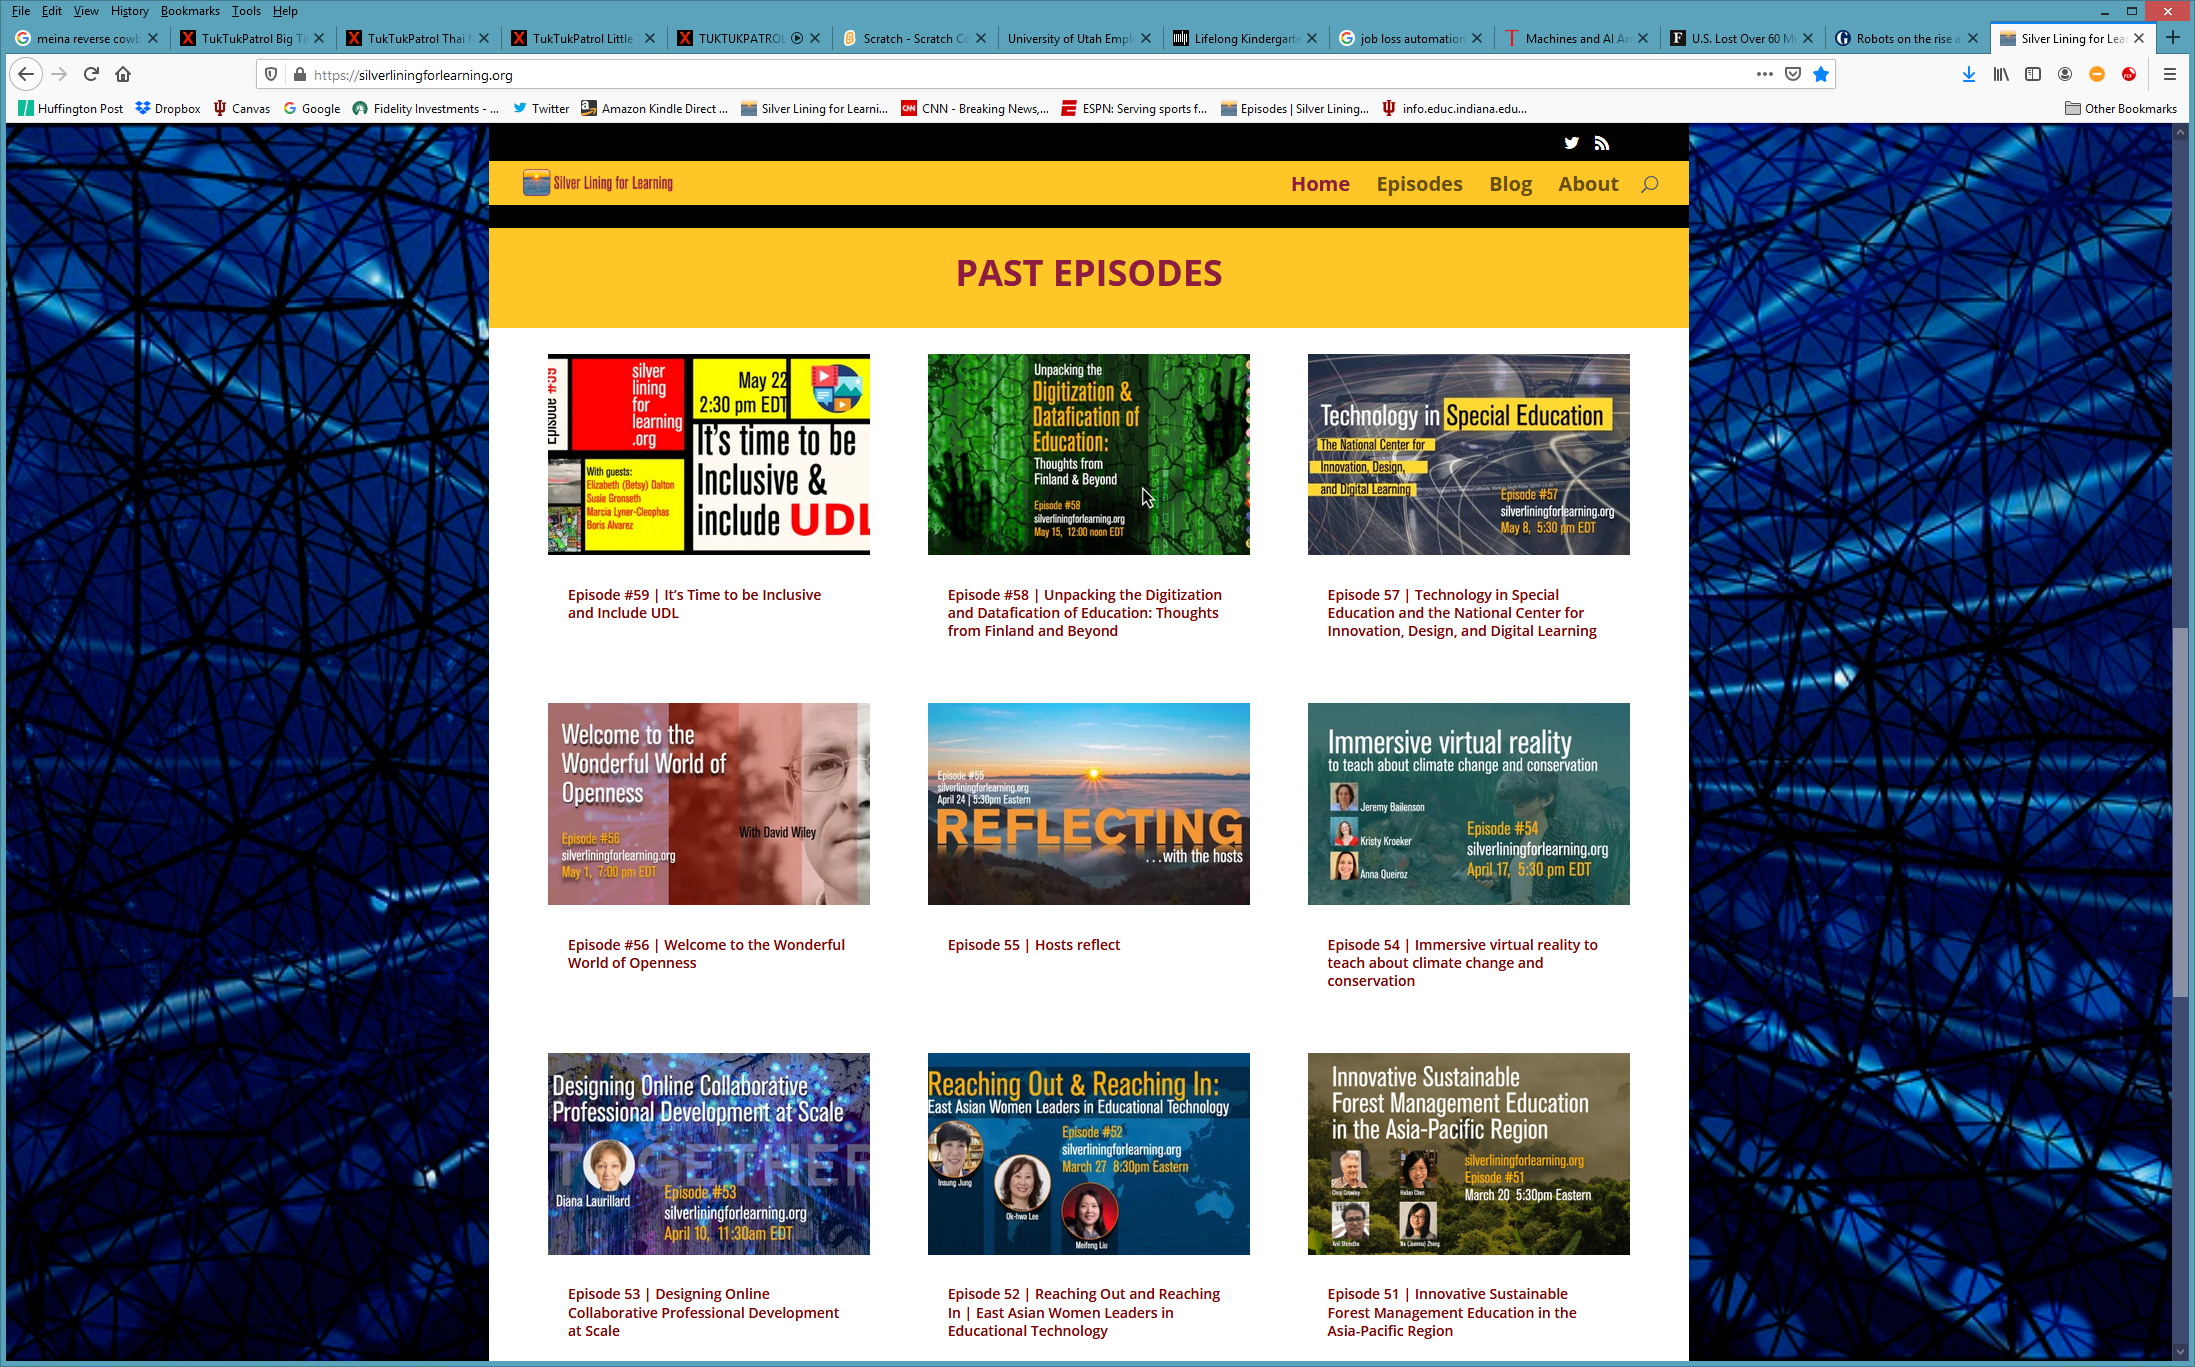 File Edit View History Bookmarks Tools Help
meina reverse cowb
TukTukPatrol Big Ti
TukTukPatrol Thai
TukTukPatrol Little
TUKTUKPATROL
Scratch - Scratch Co
University of Utah Empl
Lifelong Kindergarte
job loss automation
Machines and AI Ar
U.S. Lost Over 60 Mi
Robots on the rise a
Silver Lining for Lear
https://silverliningforlearning.org
Huffington Post Dropbox Canvas Google Fidelity Investments - ... Twitter Amazon Kindle Direct ... Silver Lining for Learni... CNN - Breaking News,... ESPN: Serving sports f... Episodes | Silver Lining... info.educ.indiana.edu... Other Bookmarks
Silver Lining for Learning
Home Episodes Blog About
PAST EPISODES
Episode #59
silver
lining
for
learning
.org
May 22
2:30 pm EDT
It's time to be
Inclusive &
include UDL
With guests:
Elizabeth (Betsy) Dalton
Susie Gronseth
Marcia Lyner-Cleophas
Boris Alvarez
Unpacking the
Digitization &
Datafication of
Education:
Thoughts from
Finland & Beyond
Episode #58
silverliningforlearning.org
May 15, 12:00 noon EDT
Technology in Special Education
The National Center for
Innovation, Design,
and Digital Learning
Episode #57
silverliningforlearning.org
May 8, 5:30 pm EDT
Episode #59 | It’s Time to be Inclusive
and Include UDL
Episode #58 | Unpacking the Digitization
and Datafication of Education: Thoughts
from Finland and Beyond
Episode 57 | Technology in Special
Education and the National Center for
Innovation, Design, and Digital Learning
Welcome to the
Wonderful World of
Openness
With David Wiley
Episode #56
silverliningforlearning.org
May 1, 7:00 pm EDT
Episode #55
silverliningforlearning.org
April 24 | 5:30pm Eastern
REFLECTING
...with the hosts
Immersive virtual reality
to teach about climate change and conservation
Jeremy Bailenson
Kristy Kroeker
Anna Queiroz
Episode #54
silverliningforlearning.org
April 17, 5:30 pm EDT
Episode #56 | Welcome to the Wonderful
World of Openness
Episode 55 | Hosts reflect
Episode 54 | Immersive virtual reality to
teach about climate change and
conservation
Designing Online Collaborative
Professional Development at Scale
TOGETHER
Diana Laurillard
Episode #53
silverliningforlearning.org
April 10, 11:30am EDT
Reaching Out & Reaching In:
East Asian Women Leaders in Educational Technology
Episode #52
silverliningforlearning.org
March 27 8:30pm Eastern
Insung Jung
Ok-hwa Lee
Meifeng Liu
Innovative Sustainable
Forest Management Education
in the Asia-Pacific Region
silverliningforlearning.org
Episode #51
March 20 5:30pm Eastern
Chris Crowley
Hailan Chen
Anil Shrestha
Na (Joanna) Zhong
Episode 53 | Designing Online
Collaborative Professional Development
at Scale
Episode 52 | Reaching Out and Reaching
In | East Asian Women Leaders in
Educational Technology
Episode 51 | Innovative Sustainable
Forest Management Education in the
Asia-Pacific Region